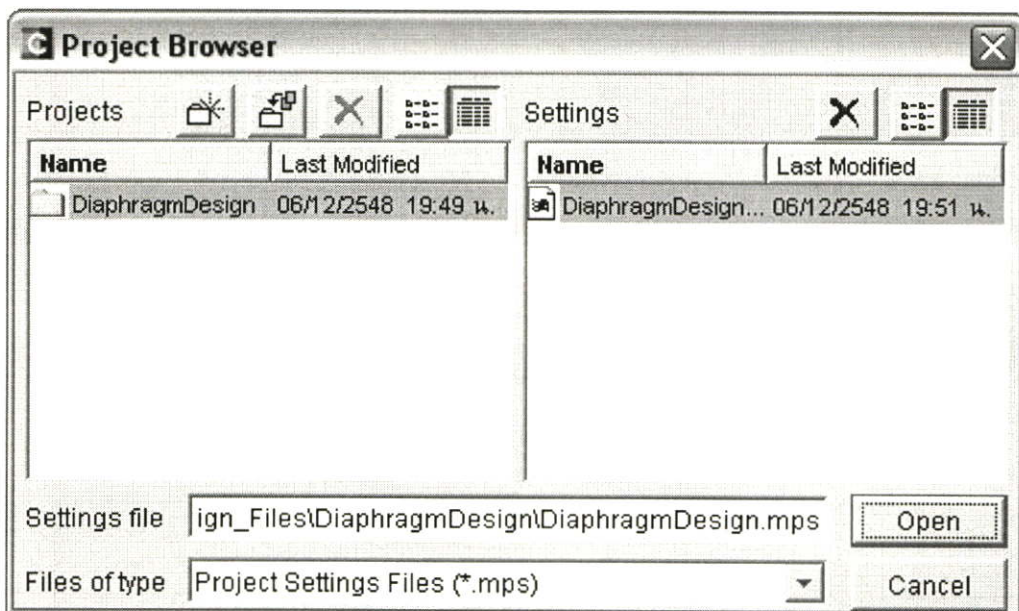 Project Browser
Projects
Settings
Name Last Modified
Name Last Modified
DiaphragmDesign 06/12/2548 19:49 น.
DiaphragmDesign... 06/12/2548 19:51 น.
Settings file ign_Files\DiaphragmDesign\DiaphragmDesign.mps Open
Files of type Project Settings Files (*.mps) Cancel